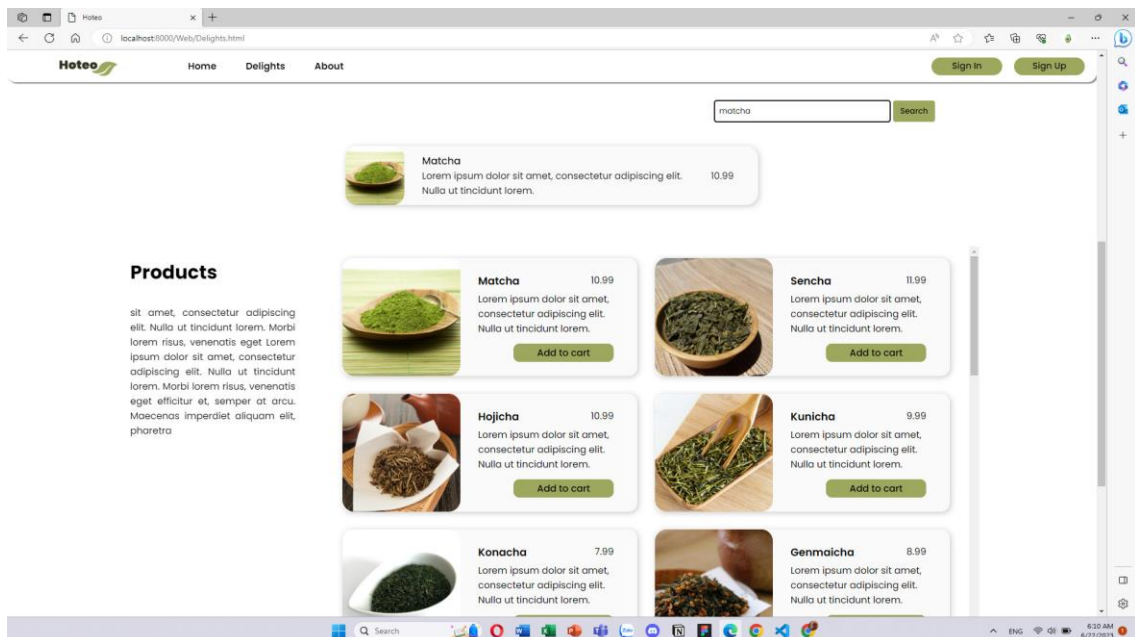 Hoteo
localhost:8000/Web/Delights.html
Hoteo
Home
Delights
About
Sign In
Sign Up
matcha
Search
Matcha
Lorem ipsum dolor sit amet, consectetur adipiscing elit.
10.99
Nulla ut tincidunt lorem.
Products
sit amet, consectetur adipiscing
elit. Nulla ut tincidunt lorem. Morbi
lorem risus, venenatis eget Lorem
ipsum dolor sit amet, consectetur
adipiscing elit. Nulla ut tincidunt
lorem. Morbi lorem risus, venenatis
eget efficitur et, semper at arcu.
Maecenas imperdiet aliquam elit,
pharetra
Matcha
10.99
Lorem ipsum dolor sit amet,
consectetur adipiscing elit.
Nulla ut tincidunt lorem.
Add to cart
Sencha
11.99
Lorem ipsum dolor sit amet,
consectetur adipiscing elit.
Nulla ut tincidunt lorem.
Add to cart
Hojicha
10.99
Lorem ipsum dolor sit amet,
consectetur adipiscing elit.
Nulla ut tincidunt lorem.
Add to cart
Kunicha
9.99
Lorem ipsum dolor sit amet,
consectetur adipiscing elit.
Nulla ut tincidunt lorem.
Add to cart
Konacha
7.99
Lorem ipsum dolor sit amet,
consectetur adipiscing elit.
Nulla ut tincidunt lorem.
Genmaicha
8.99
Lorem ipsum dolor sit amet,
consectetur adipiscing elit.
Nulla ut tincidunt lorem.
Search
ENG
6:10 AM
6/22/2023